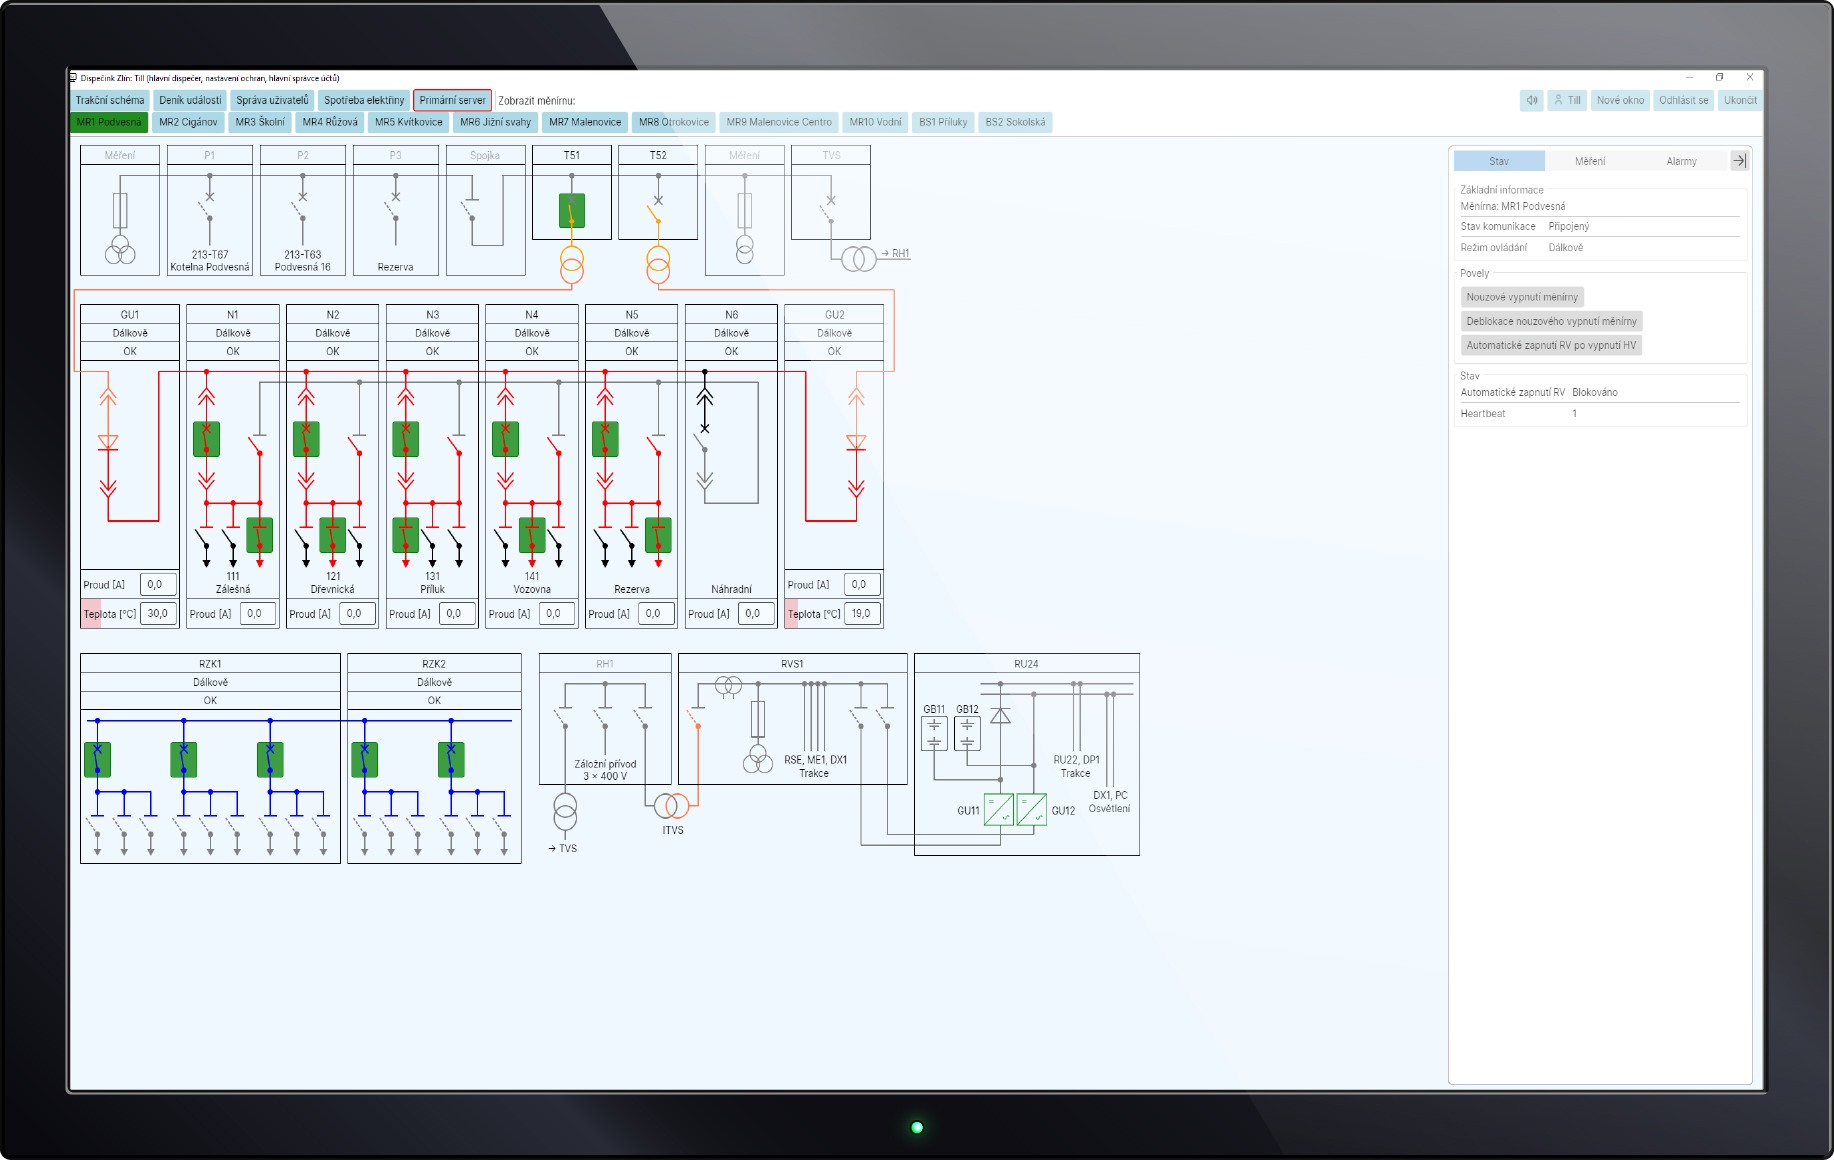 Dispečink Zlín: Till (hlavní dispečer, nastavení ochran, hlavní správce účtů)
Trakční schéma Deník událostí Správa uživatelů Spotřeba elektřiny Primární server Zobrazit měnírnu: Till Nové okno Odhlásit se Ukončit
MR1 Podvesná MR2 Cigánov MR3 Školní MR4 Růžová MR5 Kvítkovice MR6 Jižní svahy MR7 Malenovice MR8 Otrokovice MR9 Malenovice Centro MR10 Vodní BS1 Příluky BS2 Sokolská
Měření P1 P2 P3 Spojka T51 T52 Měření TVS
213-T67 213-T63
Kotelna Podvesná Podvesná 16 Rezerva
→ RH1
GU1 N1 N2 N3 N4 N5 N6 GU2
Dálkově Dálkově Dálkově Dálkově Dálkově Dálkově Dálkově Dálkově
OK OK OK OK OK OK OK OK
111 121 131 141
Zálešná Dřevnická Příluk Vozovna Rezerva Náhradní
Proud [A] 0,0 Proud [A] 0,0
Teplota [°C] 30,0 Proud [A] 0,0 Proud [A] 0,0 Proud [A] 0,0 Proud [A] 0,0 Proud [A] 0,0 Proud [A] 0,0 Teplota [°C] 19,0
RZK1 RZK2 RH1 RVS1 RU24
Dálkově Dálkově
OK OK
GB11 GB12
Záložní přívod
3 × 400 V
RSE, ME1, DX1
Trakce
RU22, DP1
Trakce
DX1, PC
Osvětlení
GU11 GU12
ITVS
→ TVS
Stav Měření Alarmy
Základní informace
Měnírna: MR1 Podvesná
Stav komunikace Připojený
Režim ovládání Dálkově
Povely
Nouzové vypnutí měnírny
Deblokace nouzového vypnutí měnírny
Automatické zapnutí RV po vypnutí HV
Stav
Automatické zapnutí RV Blokováno
Heartbeat 1